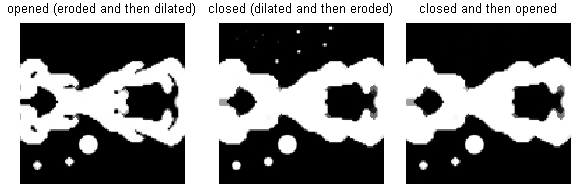 opened (eroded and then dilated)
closed (dilated and then eroded)
closed and then opened